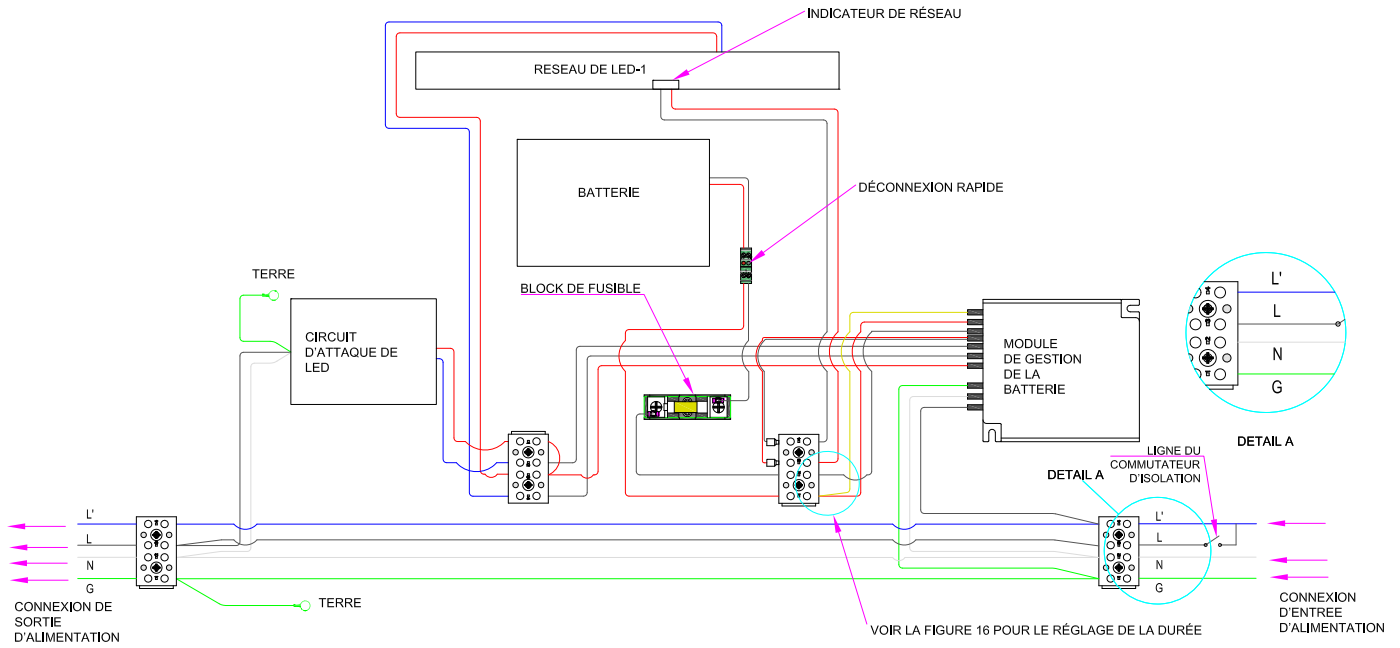 INDICATEUR DE RÉSEAU
RESEAU DE LED-1
BATTERIE
DÉCONNEXION RAPIDE
TERRE
BLOCK DE FUSIBLE
CIRCUIT
D'ATTAQUE DE
LED
MODULE
DE GESTION
DE LA
BATTERIE
L'
L
N
G
DETAIL A
LIGNE DU
COMMUTATEUR
D'ISOLATION
DETAIL A
L'
L
N
G
L'
L
N
G
CONNEXION DE
SORTIE
D'ALIMENTATION
TERRE
VOIR LA FIGURE 16 POUR LE RÉGLAGE DE LA DURÉE
CONNEXION
D'ENTREE
D'ALIMENTATION